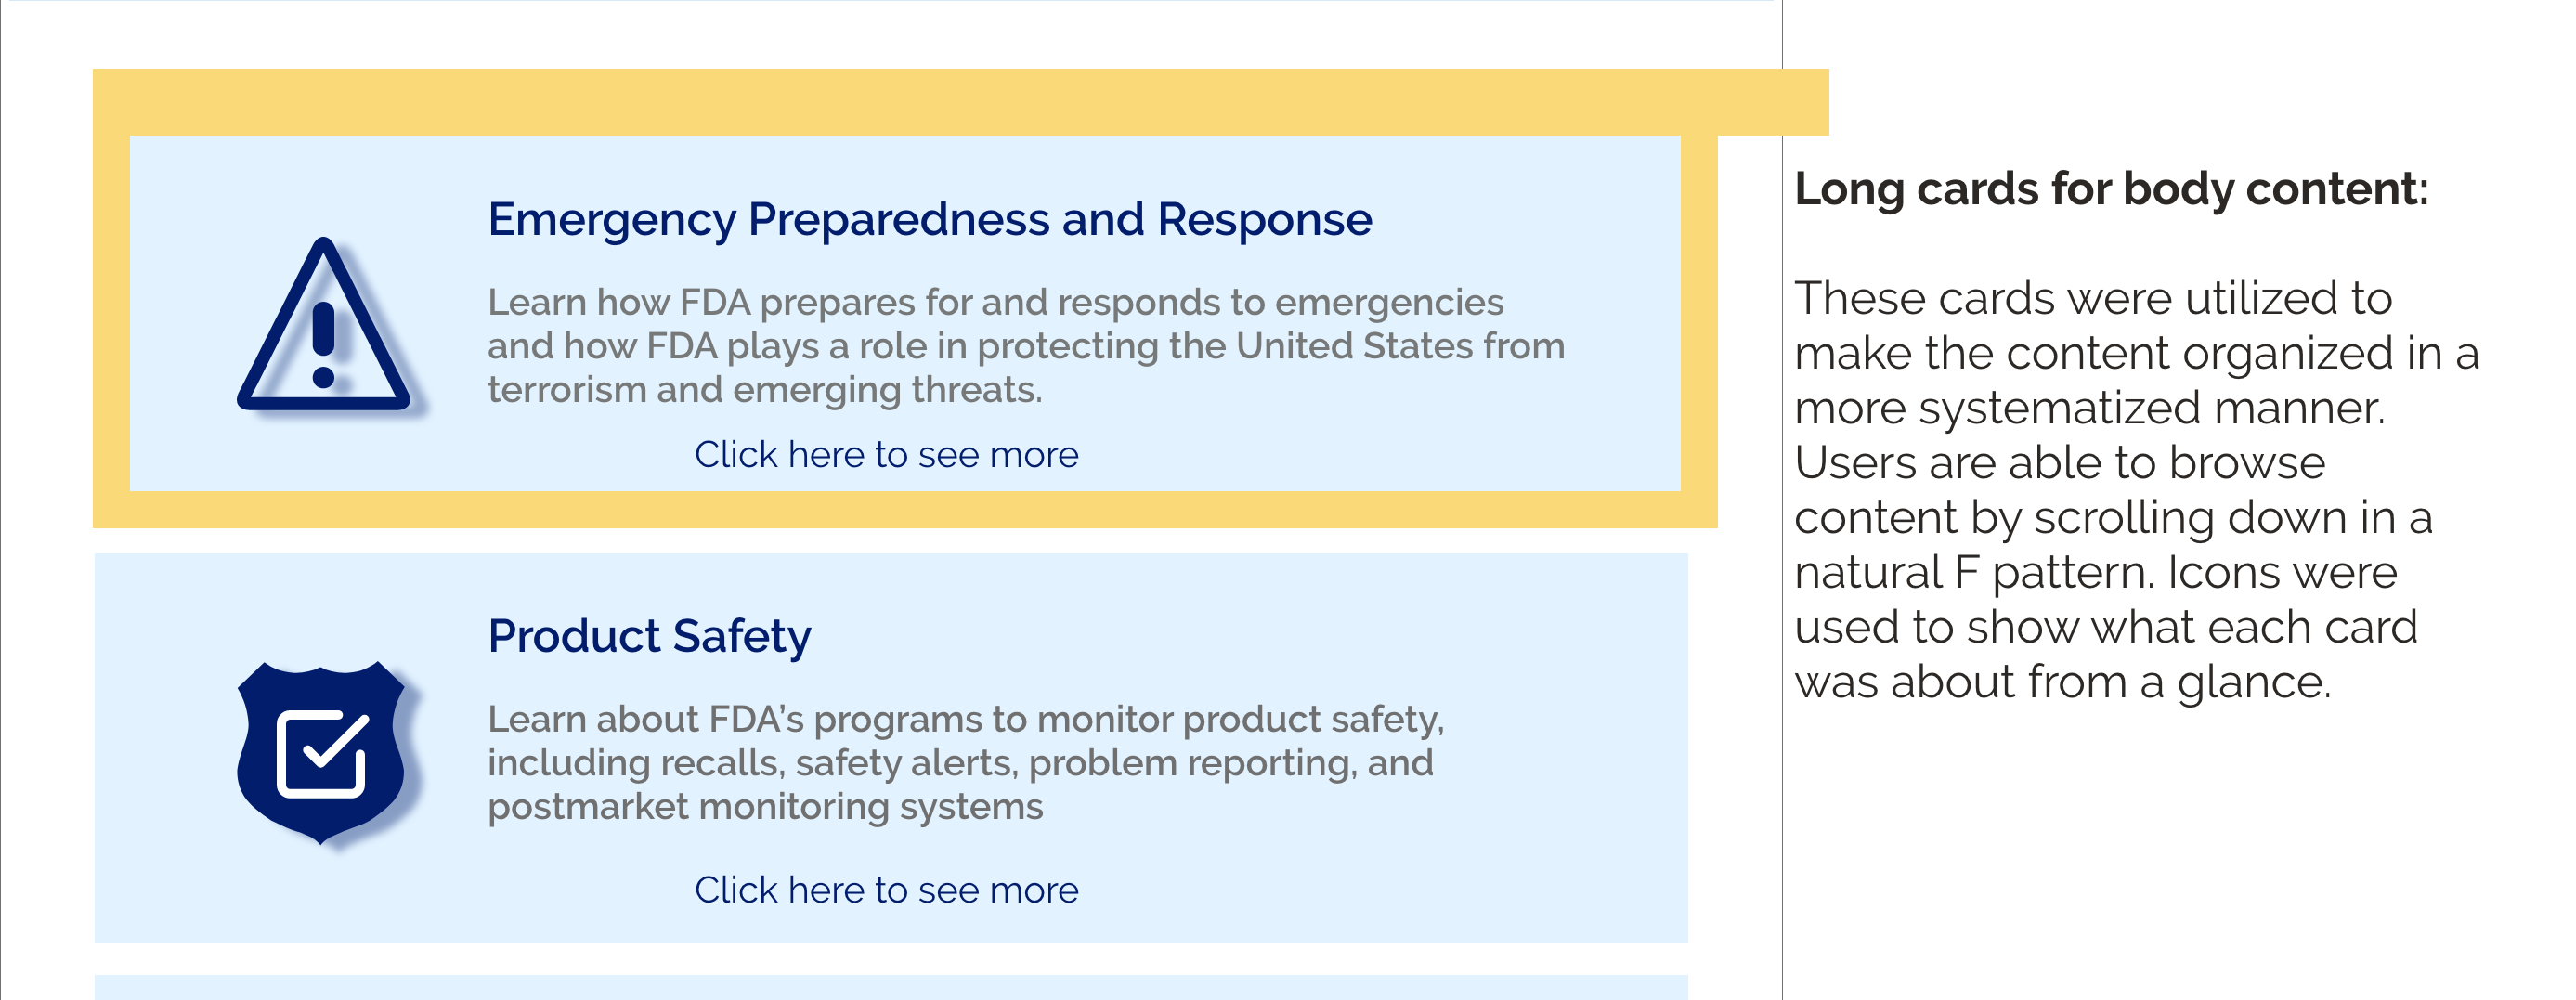 Emergency Preparedness and Response
Learn how FDA prepares for and responds to emergencies
and how FDA plays a role in protecting the United States from
terrorism and emerging threats.
Click here to see more
Product Safety
Learn about FDA’s programs to monitor product safety,
including recalls, safety alerts, problem reporting, and
postmarket monitoring systems
Click here to see more
Long cards for body content:
These cards were utilized to
make the content organized in a
more systematized manner.
Users are able to browse
content by scrolling down in a
natural F pattern. Icons were
used to show what each card
was about from a glance.